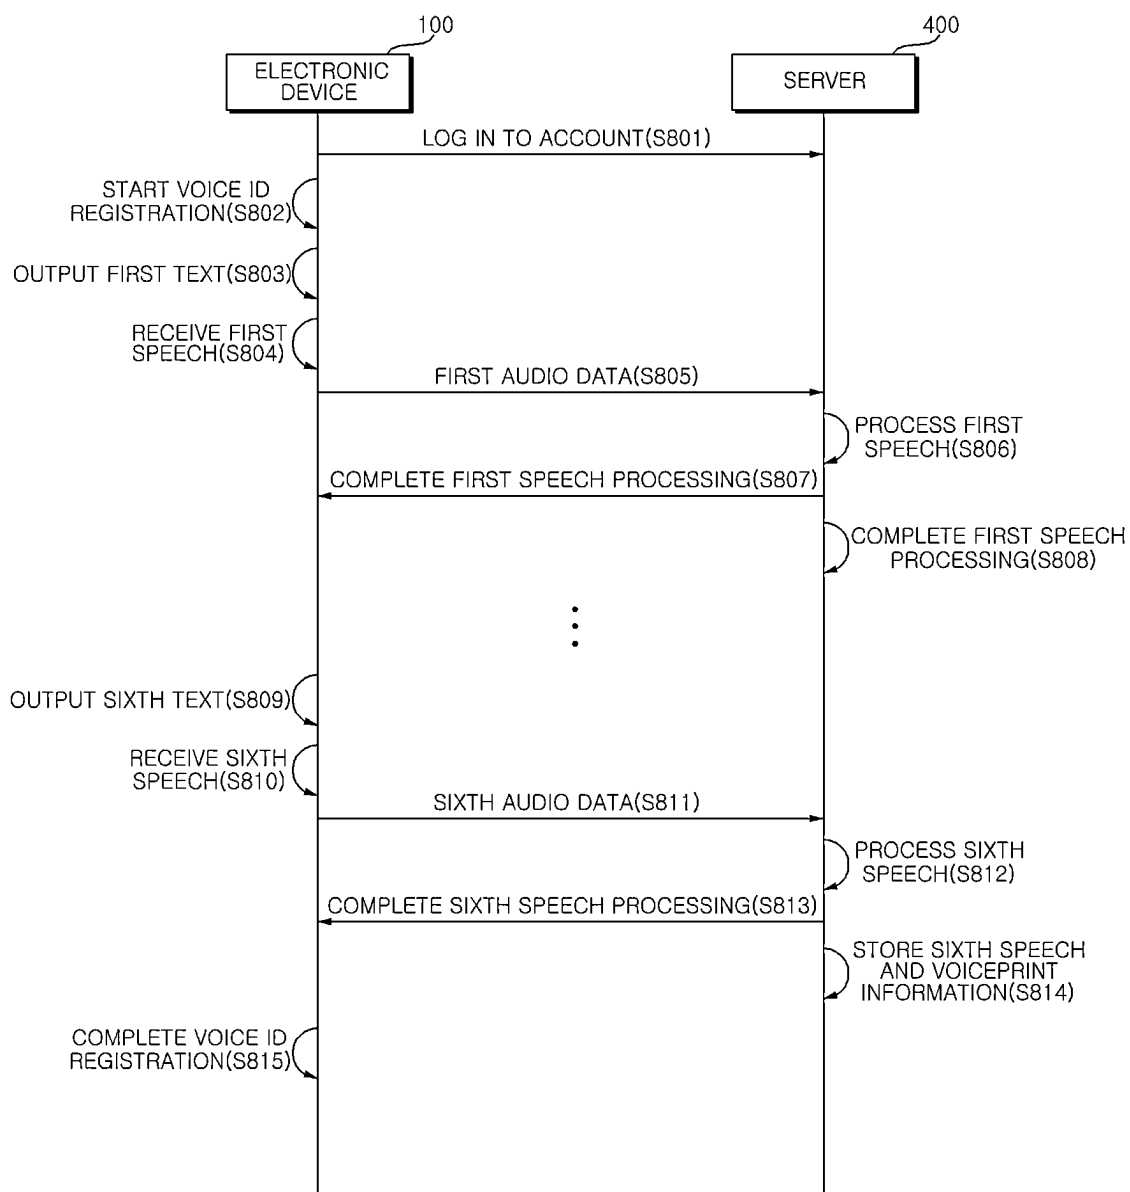 100
400
ELECTRONIC
DEVICE
SERVER
LOG IN TO ACCOUNT(S801)
START VOICE ID
REGISTRATION(S802)
OUTPUT FIRST TEXT(S803)
RECEIVE FIRST
SPEECH(S804)
FIRST AUDIO DATA(S805)
PROCESS FIRST
SPEECH(S806)
COMPLETE FIRST SPEECH PROCESSING(S807)
COMPLETE FIRST SPEECH
PROCESSING(S808)
OUTPUT SIXTH TEXT(S809)
RECEIVE SIXTH
SPEECH(S810)
SIXTH AUDIO DATA(S811)
PROCESS SIXTH
SPEECH(S812)
COMPLETE SIXTH SPEECH PROCESSING(S813)
STORE SIXTH SPEECH
AND VOICEPRINT
INFORMATION(S814)
COMPLETE VOICE ID
REGISTRATION(S815)